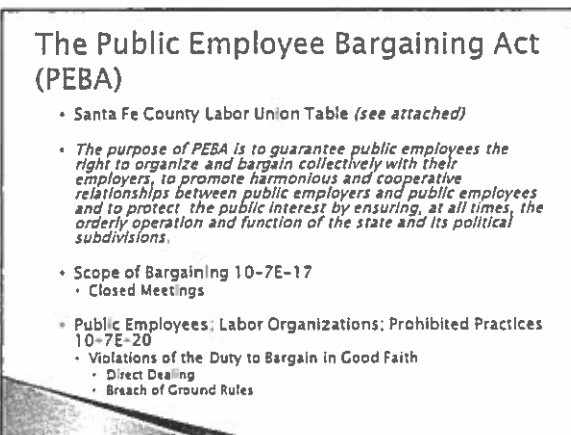 The Public Employee Bargaining Act
(PEBA)
• Santa Fe County Labor Union Table (see attached)
• The purpose of PEBA is to guarantee public employees the
right to organize and bargain collectively with their
employers, to promote harmonious and cooperative
relationships between public employers and public employees
and to protect the public interest by ensuring, at all times, the
orderly operation and function of the state and its political
subdivisions.
• Scope of Bargaining 10-7E-17
• Closed Meetings
• Public Employees; Labor Organizations; Prohibited Practices
10-7E-20
• Violations of the Duty to Bargain in Good Faith
• Direct Dealing
• Breach of Ground Rules